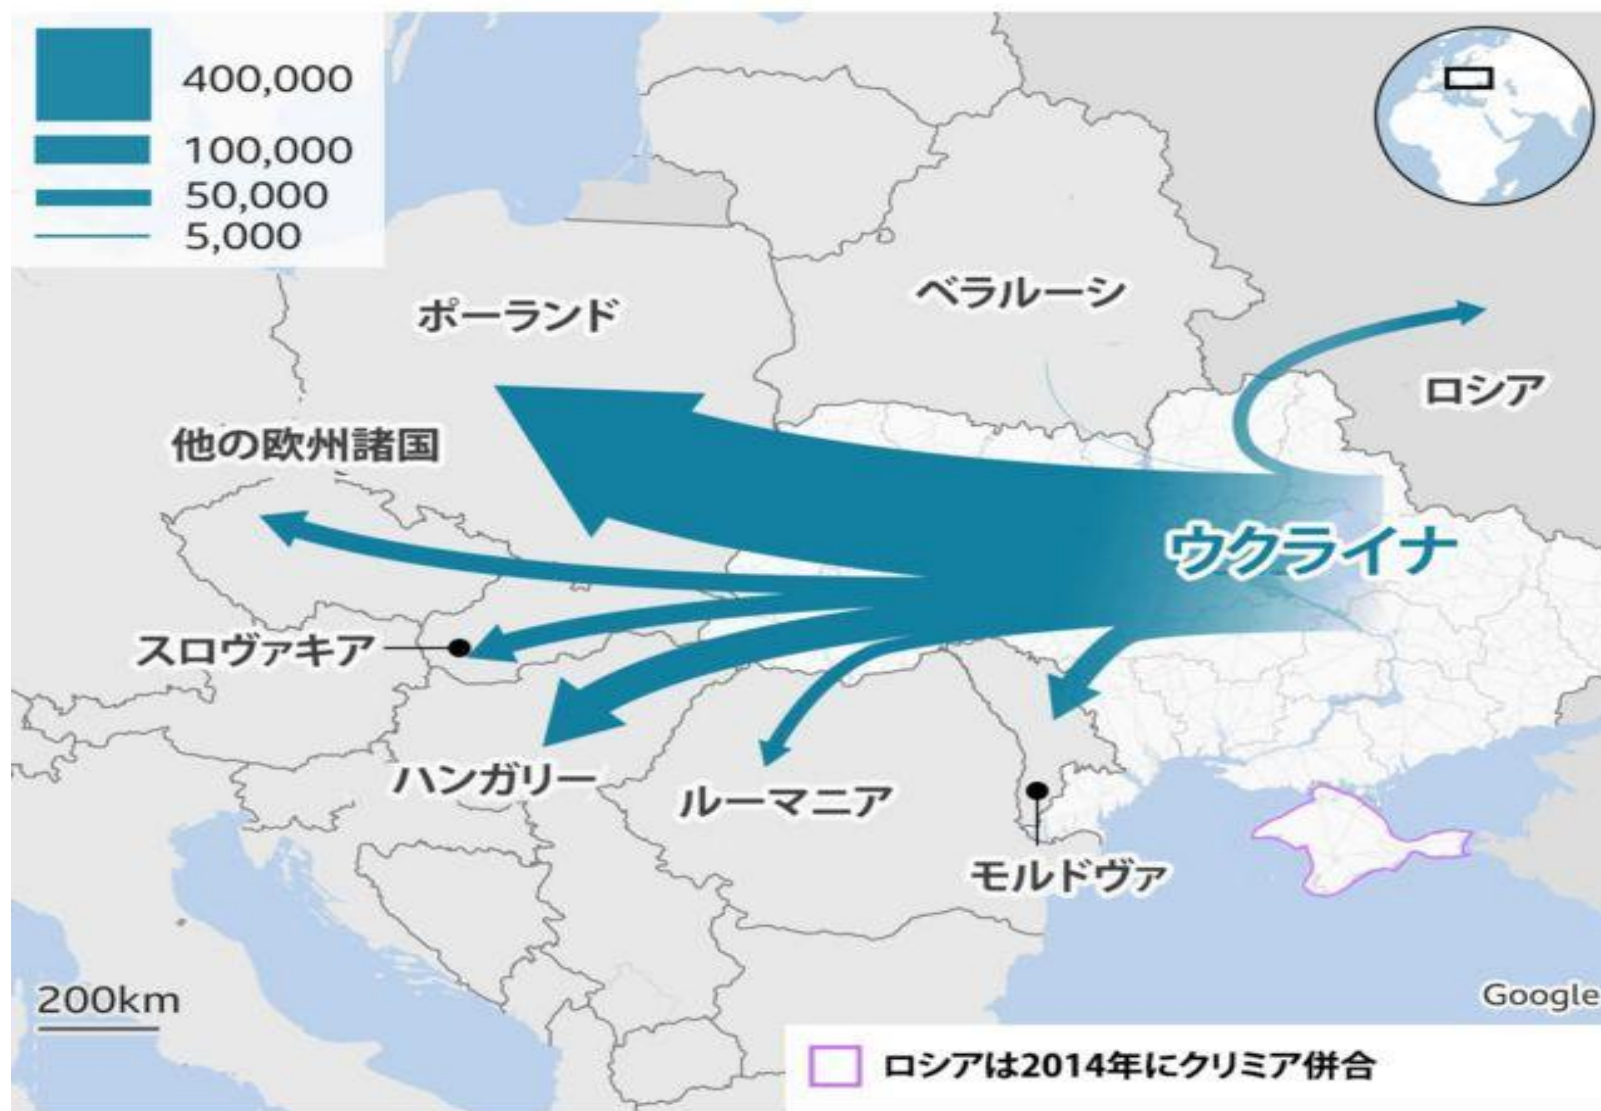 400,000
100,000
50,000
5,000
ベラルーシ
ポーランド
ロシア
他の欧州諸国
ウクライナ
スロヴァキア
ハンガリー
ルーマニア
モルドヴァ
200km
Google
ロシアは2014年にクリミア併合